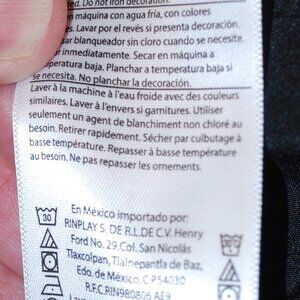 ed. Do not iron decoration.
en máquina con agua fría, con colores
es. Lavar por el revés si presenta decoración.
ar blanqueador sin cloro cuando se necesite.
inmediatamente. Secar en máquina a
peratura baja. Planchar a temperatura baja si
se necesita. No planchar la decoración.
Laver à la machine à l'eau froide avec des couleurs
similaires. Laver à l'envers si garnitures. Utiliser
seulement un agent de blanchiment non chloré au
besoin. Retirer rapidement. Sécher par culbutage à
basse température. Repasser à basse température
au besoin. Ne pas repasser les ornements.
30
En México importado por:
RINPLAY S. DE R.L.DE C.V. Henry
Ford No. 29.Col. San Nicolás
Tlaxcolpan, Tlalnepantla de Baz,
Edo. de México, C P54030
R.F.C.RIN980806 AE9